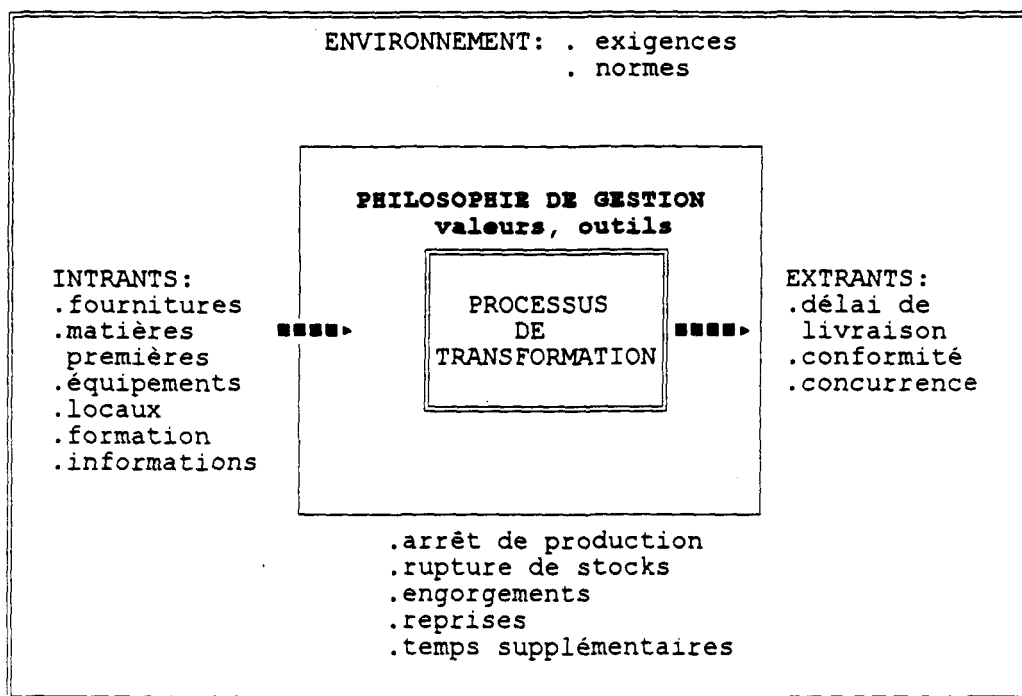 ENVIRONNEMENT: . exigences
. normes
PHILOSOPHIE DE GESTION
valeurs, outils
INTRANTS:
.fournitures
.matières
premières
.équipements
.locaux
.formation
.informations
PROCESSUS
DE
TRANSFORMATION
EXTRANTS:
.délai de
livraison
.conformité
.concurrence
.arrêt de production
.rupture de stocks
.engorgements
.reprises
.temps supplémentaires